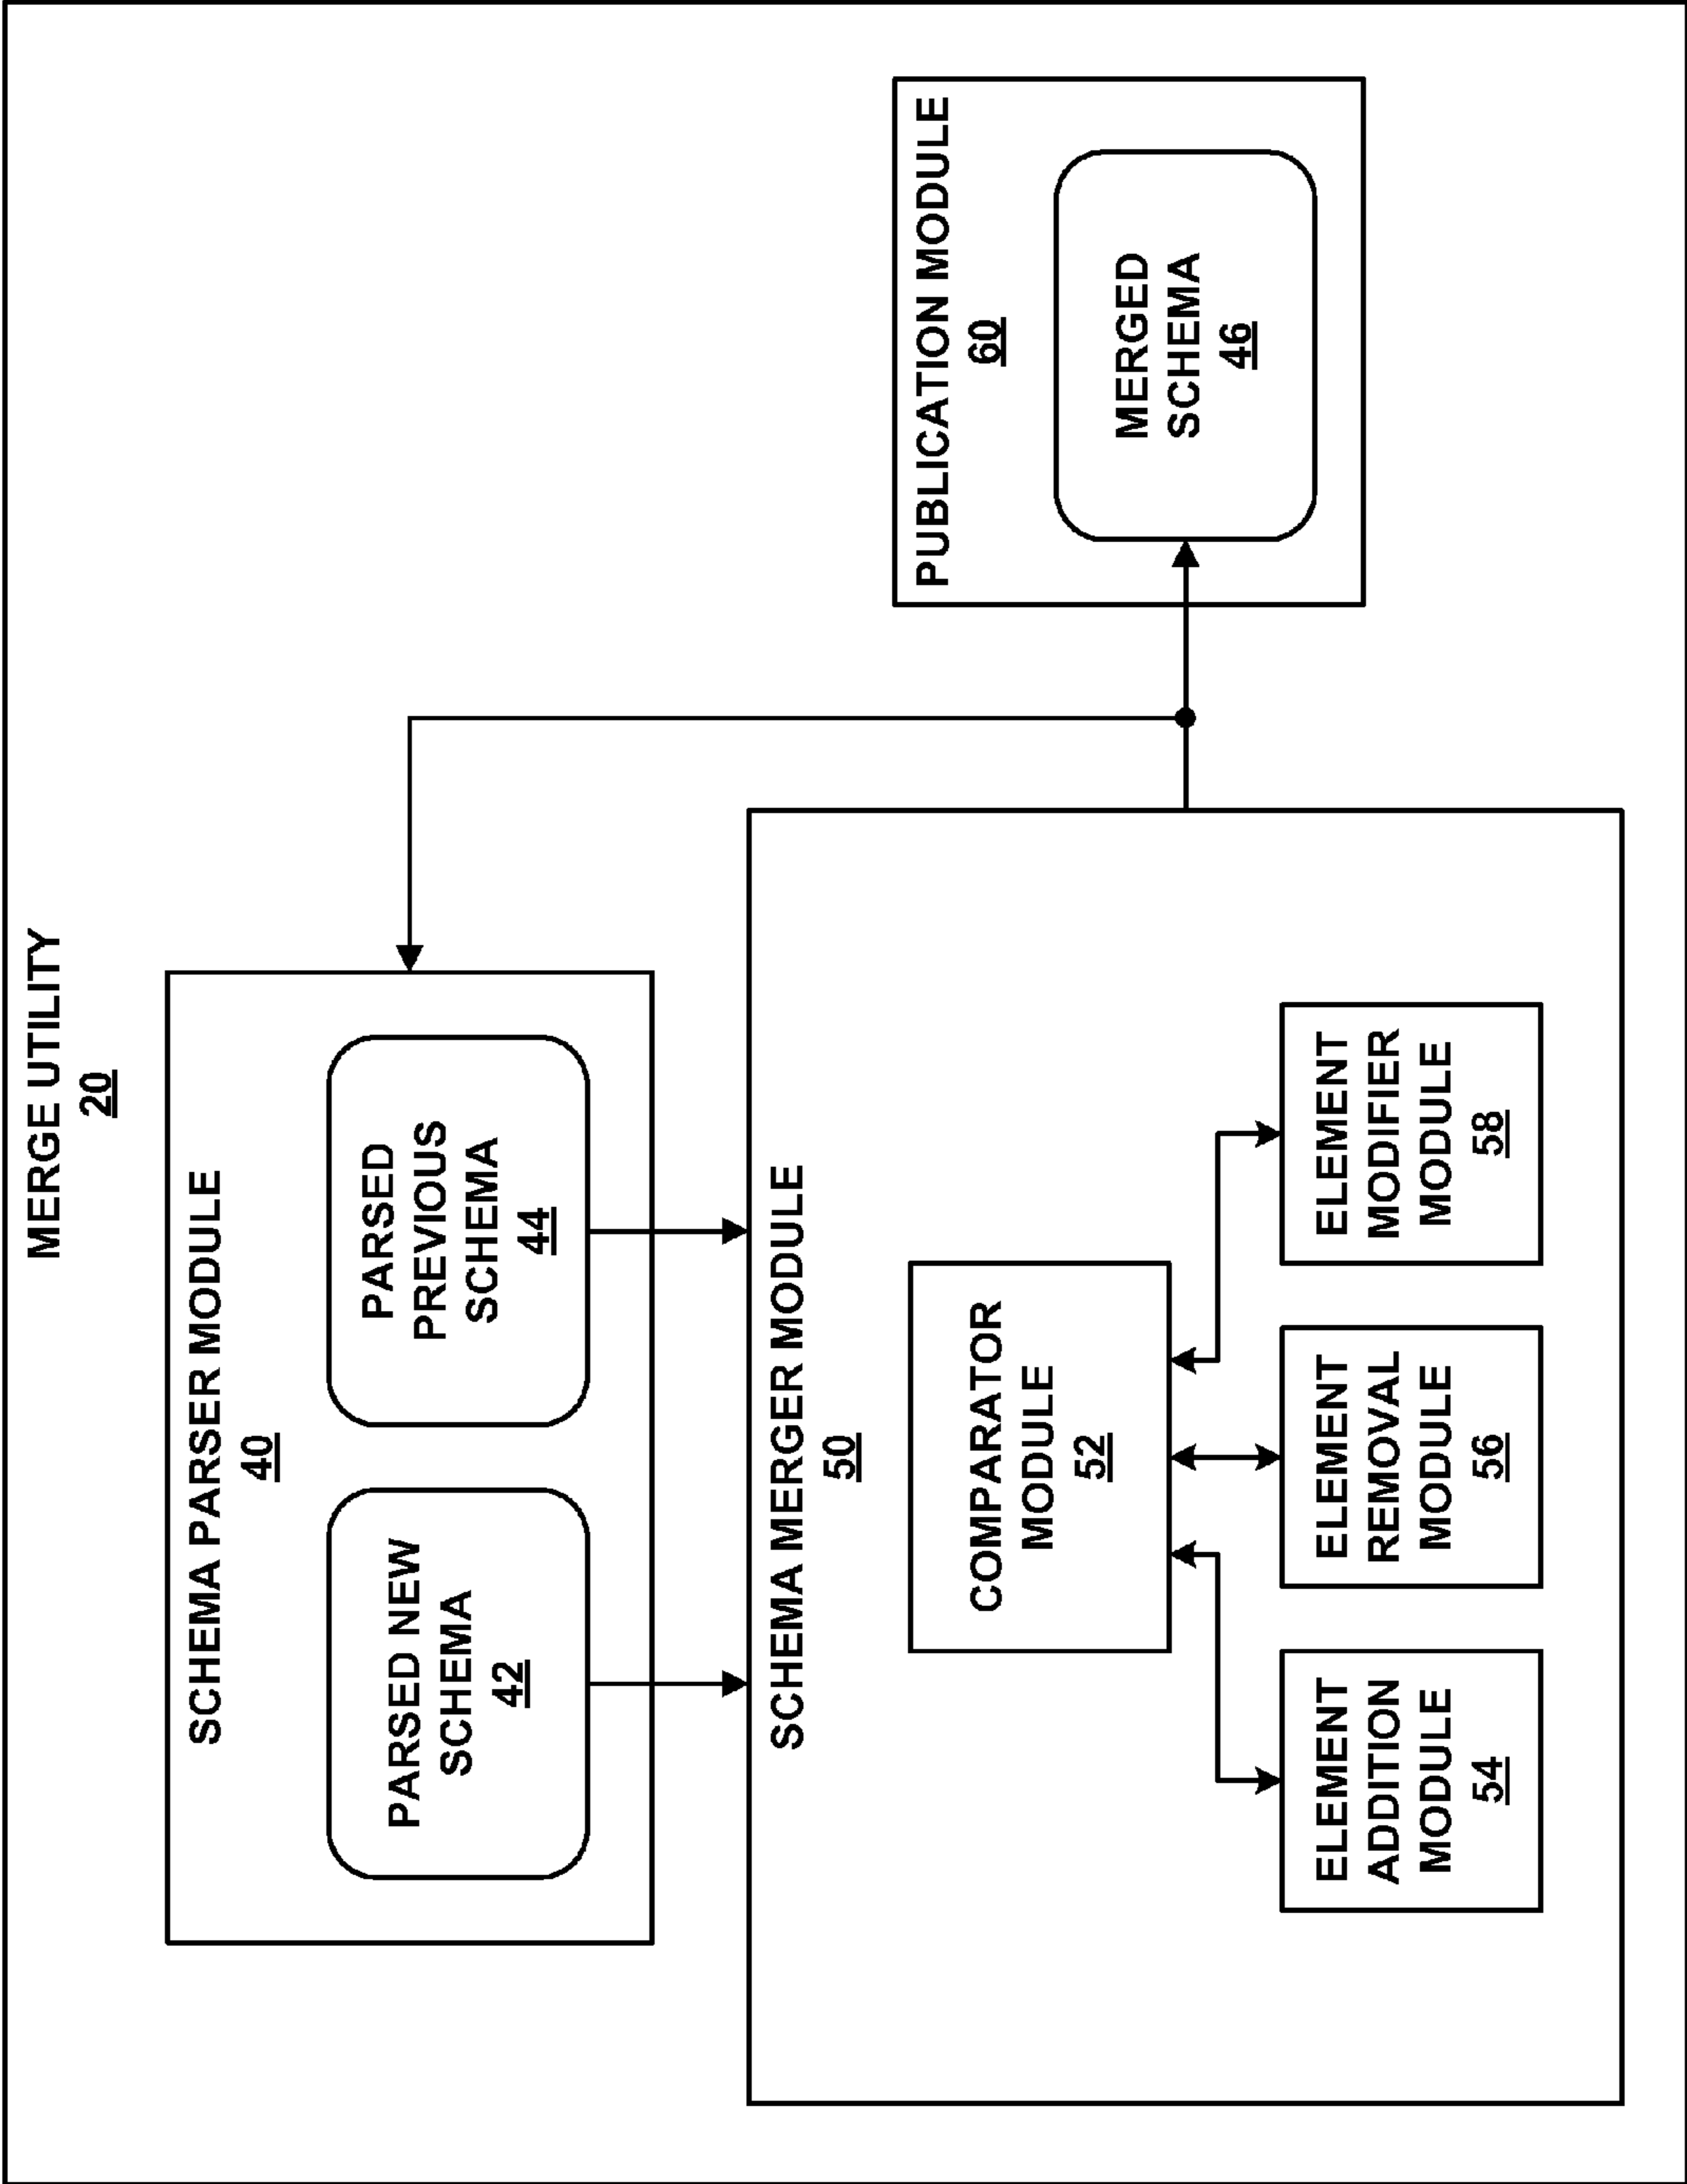 MERGE UTILITY
20
SCHEMA PARSER MODULE
40
PARSED NEW
SCHEMA
42
PARSED
PREVIOUS
SCHEMA
44
SCHEMA MERGER MODULE
50
COMPARATOR
MODULE
52
ELEMENT
ADDITION
MODULE
54
ELEMENT
REMOVAL
MODULE
56
ELEMENT
MODIFIER
MODULE
58
PUBLICATION MODULE
60
MERGED
SCHEMA
46